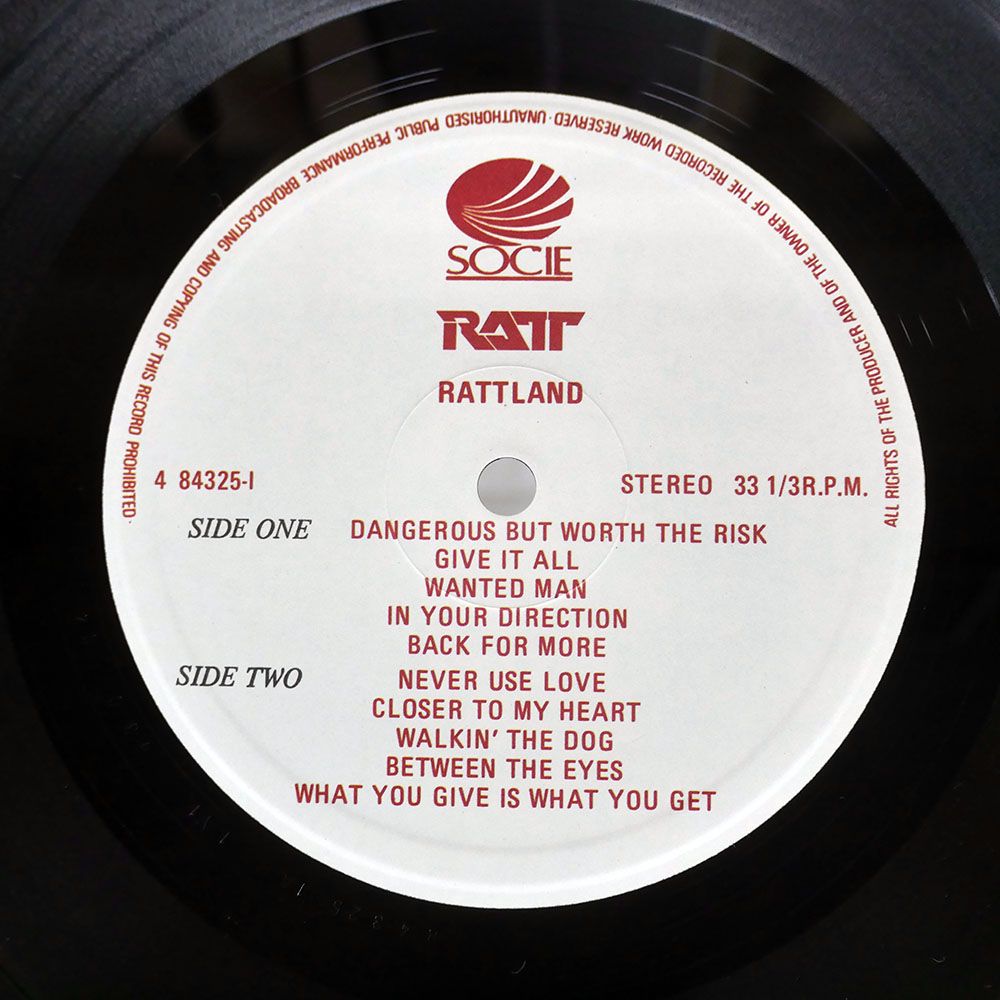 ALL RIGHTS OF THE PRODUCER AND OF THE OWNER OF THE RECORDED WORK RESERVED · UNAUTHORISED PUBLIC PERFORMANCE BROADCASTING AND COPYING OF THIS RECORD PROHIBITED·
SOCIE
RATT
RATTLAND
4 84325-1 STEREO 33 1/3R.P.M.
SIDE ONE DANGEROUS BUT WORTH THE RISK
GIVE IT ALL
WANTED MAN
IN YOUR DIRECTION
BACK FOR MORE
SIDE TWO NEVER USE LOVE
CLOSER TO MY HEART
WALKIN' THE DOG
BETWEEN THE EYES
WHAT YOU GIVE IS WHAT YOU GET